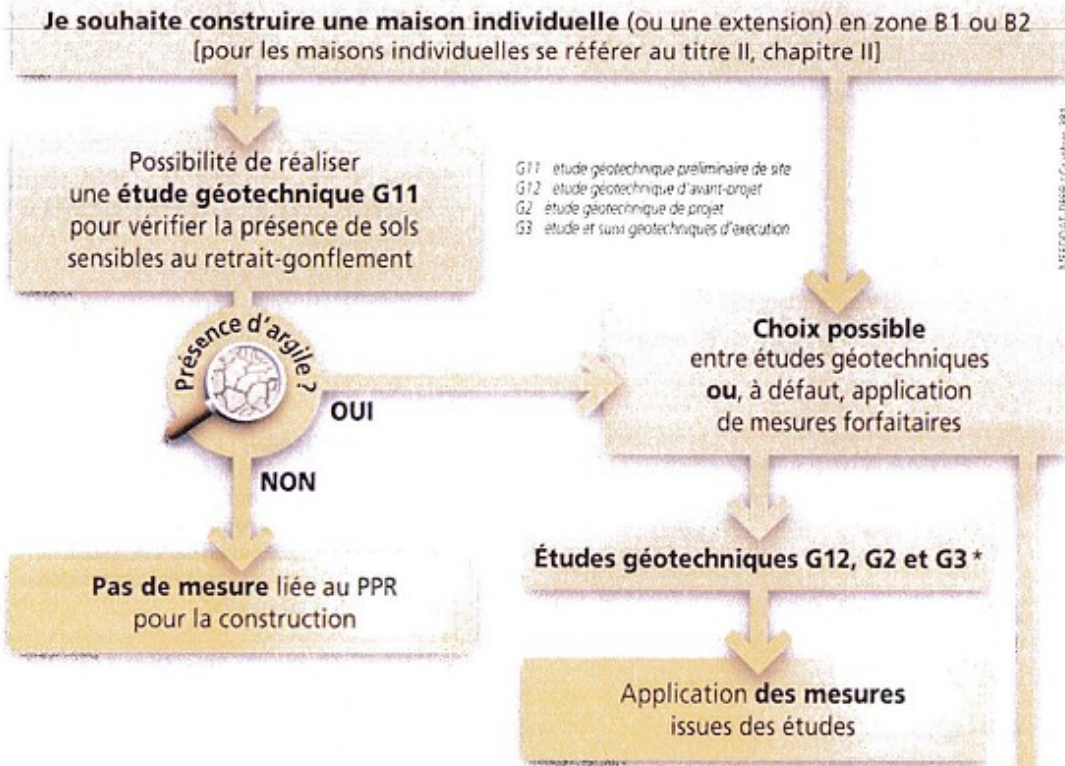 Je souhaite construire une maison individuelle (ou une extension) en zone B1 ou B2
[pour les maisons individuelles se référer au titre II, chapitre II]
Possibilité de réaliser
une étude géotechnique G11
pour vérifier la présence de sols
sensibles au retrait-gonflement
G11 étude géotechnique préliminaire de site
G12 étude géotechnique d'avant-projet
G2 étude géotechnique de projet
G3 étude et suivi géotechniques d'exécution
Présence d'argile ?
OUI
NON
Choix possible
entre études géotechniques
ou, à défaut, application
de mesures forfaitaires
Pas de mesure liée au PPR
pour la construction
Études géotechniques G12, G2 et G3 *
Application des mesures
issues des études